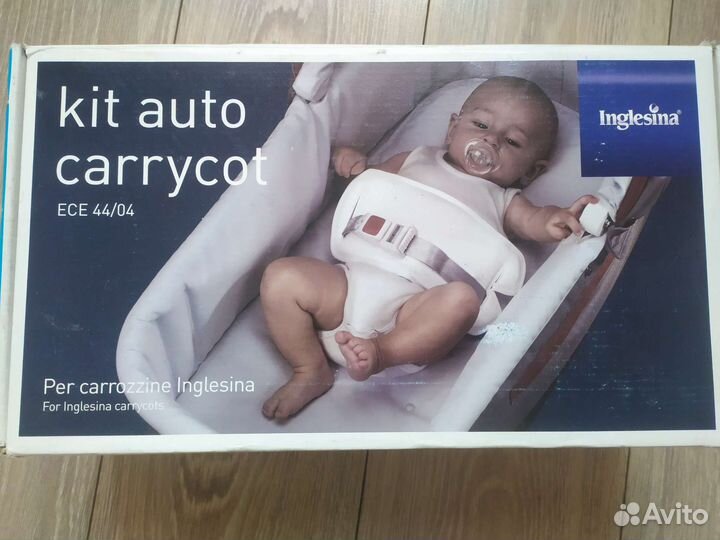 kit auto
carrycot
ECE 44/04
Inglesina®
Per carrozzine Inglesina
For Inglesina carrycots
Avito